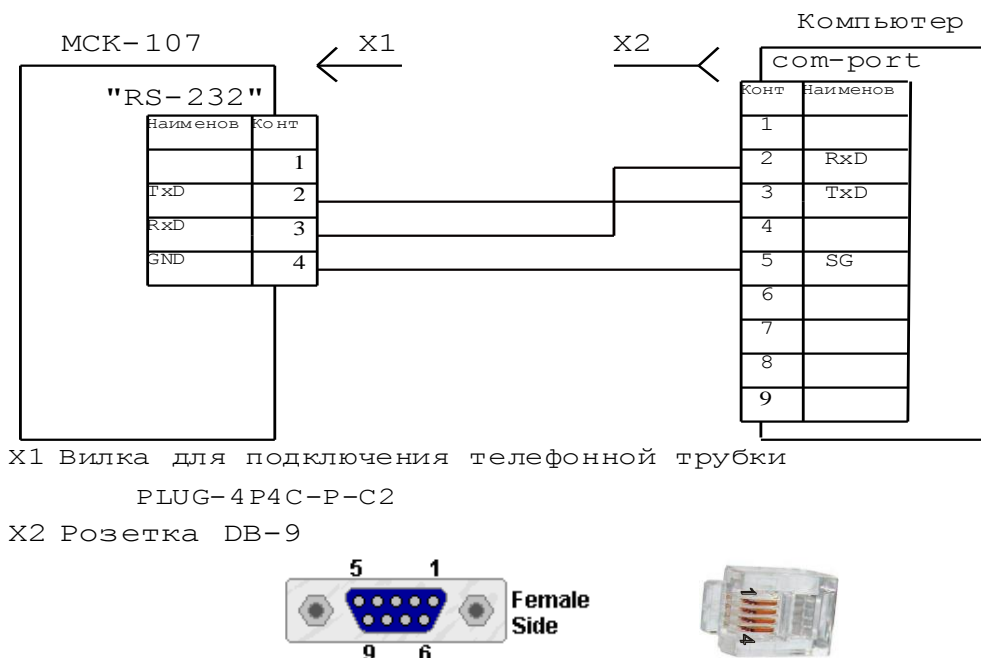 Компьютер
МСК-107
X1
X2
com-port
"RS-232"
Наименов Конт
1
TxD 2
RxD 3
GND 4
Конт Наименов
1
2 RxD
3 TxD
4
5 SG
6
7
8
9
X1 Вилка для подключения телефонной трубки
PLUG-4P4C-P-C2
X2 Розетка DB-9
5 1
Female
Side
9 6
1
4